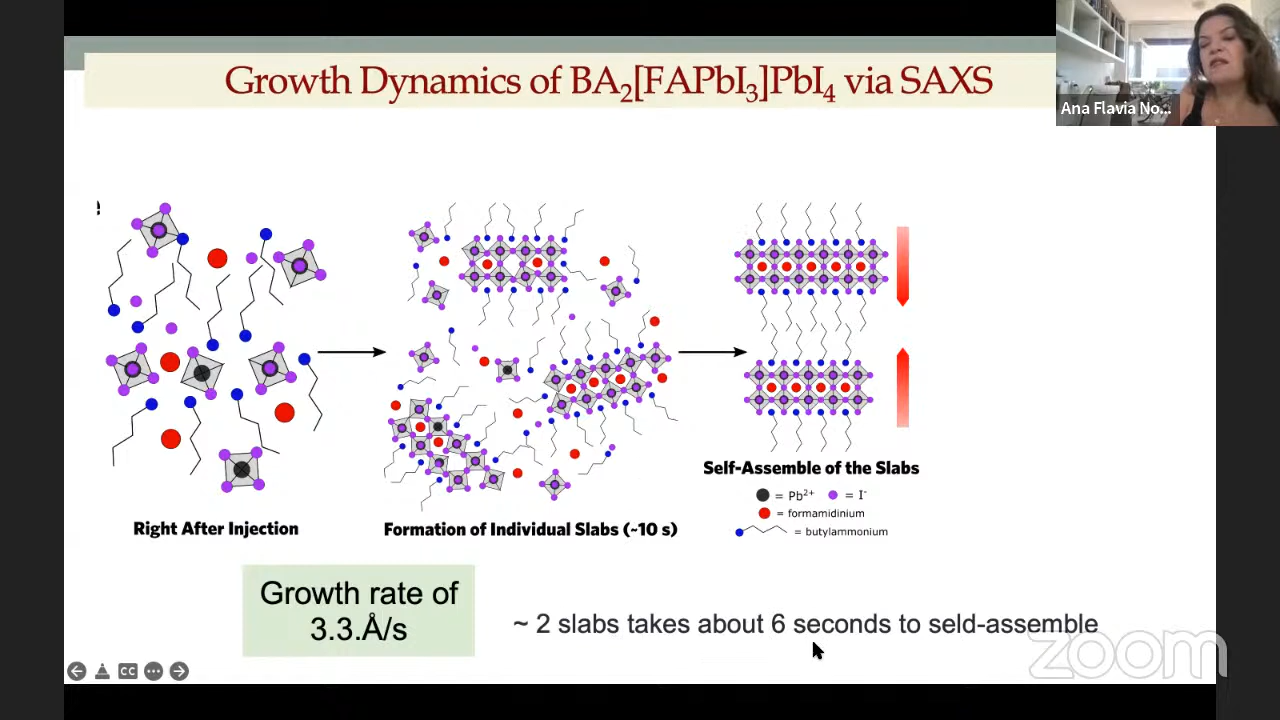 Growth Dynamics of BA₂[FAPbI₃]PbI₄ via SAXS
Ana Flavia No...
Self-Assemble of the Slabs
= Pb²⁺ = I⁻
= formamidinium
= butylammonium
Right After Injection
Formation of Individual Slabs (~10 s)
Growth rate of
3.3.Å/s
~ 2 slabs takes about 6 seconds to seld-assemble
CC
zoom